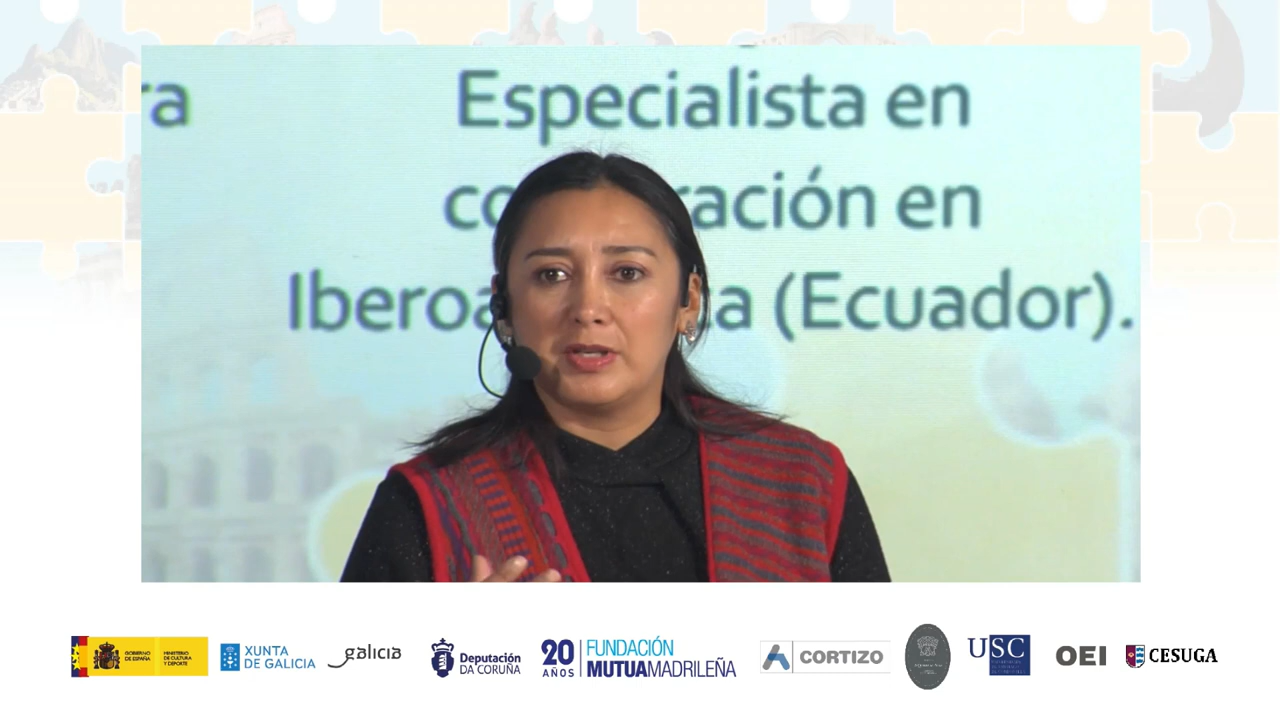 ra
Especialista en
co ración en
Iberoa ca (Ecuador).
GOBIERNO
DE ESPAÑA
MINISTERIO
DE CULTURA
Y DEPORTE
XUNTA
DE GALICIA
galicia
Deputación
DA CORUÑA
20
AÑOS
FUNDACIÓN
MUTUAMADRILEÑA
CORTIZO
USC
OEI
CESUGA